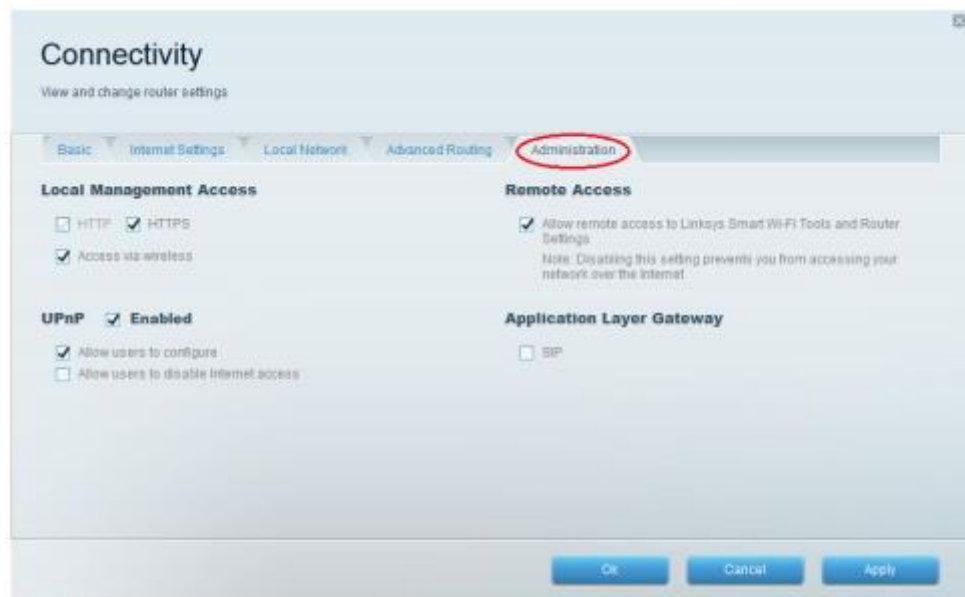 Connectivity
View and change router settings
Basic Internet Settings Local Network Advanced Routing Administration
Local Management Access
HTTP HTTPS
Access via wireless
Remote Access
Allow remote access to Linksys Smart Wi-Fi Tools and Router
Settings
Note: Disabling this setting prevents you from accessing your
network over the Internet
UPnP Enabled
Allow users to configure
Allow users to disable Internet access
Application Layer Gateway
SIP
Ok Cancel Apply